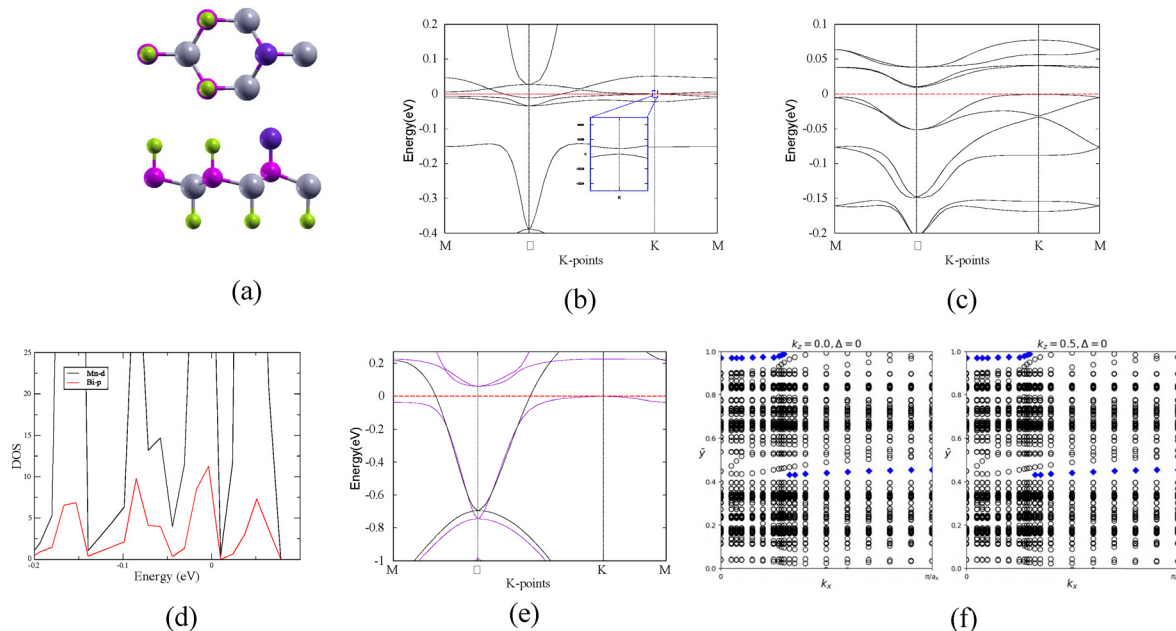 0.2
0.1
0
-0.1
-0.2
-0.3
-0.4
Energy(eV)
M
K
M
K-points
K
0.2
0.15
0.1
0.05
0
-0.05
-0.1
-0.15
-0.2
Energy(eV)
M
K
M
K-points
(a)
(b)
(c)
25
20
15
10
5
0
DOS
Mn-d
Bi-p
-0.2
-0.1
0
Energy (eV)
0.2
0
-0.2
-0.4
-0.6
-0.8
-1
Energy(eV)
M
K
M
K-points
k_z = 0.0, Δ = 0
1.0
0.8
0.6
0.4
0.2
0.0
0
k_x
π/a_x
k_z = 0.5, Δ = 0
1.0
0.8
0.6
0.4
0.2
0.0
0
k_x
(d)
(e)
(f)